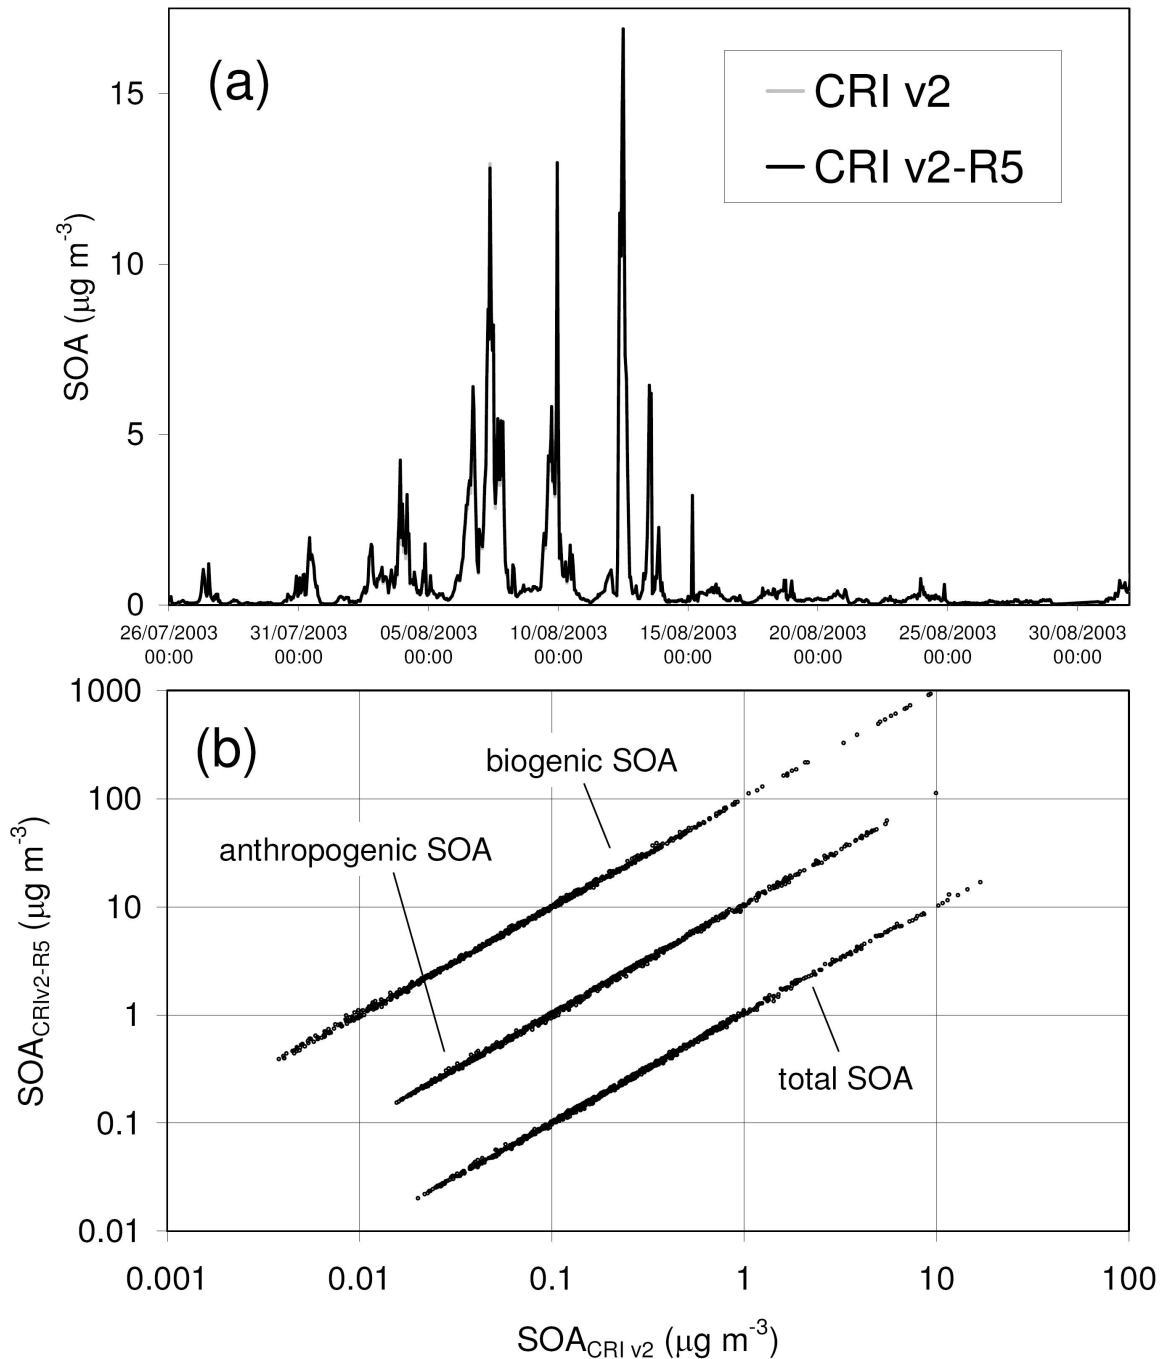 (a)
CRI v2
CRI v2-R5
SOA (μg m-3)
15
10
5
0
26/07/2003 31/07/2003 05/08/2003 10/08/2003 15/08/2003 20/08/2003 25/08/2003 30/08/2003
00:00 00:00 00:00 00:00 00:00 00:00 00:00 00:00
(b)
biogenic SOA
anthropogenic SOA
total SOA
SOACRIv2-R5 (μg m-3)
1000
100
10
1
0.1
0.01
0.001 0.01 0.1 1 10 100
SOACRI v2 (μg m-3)